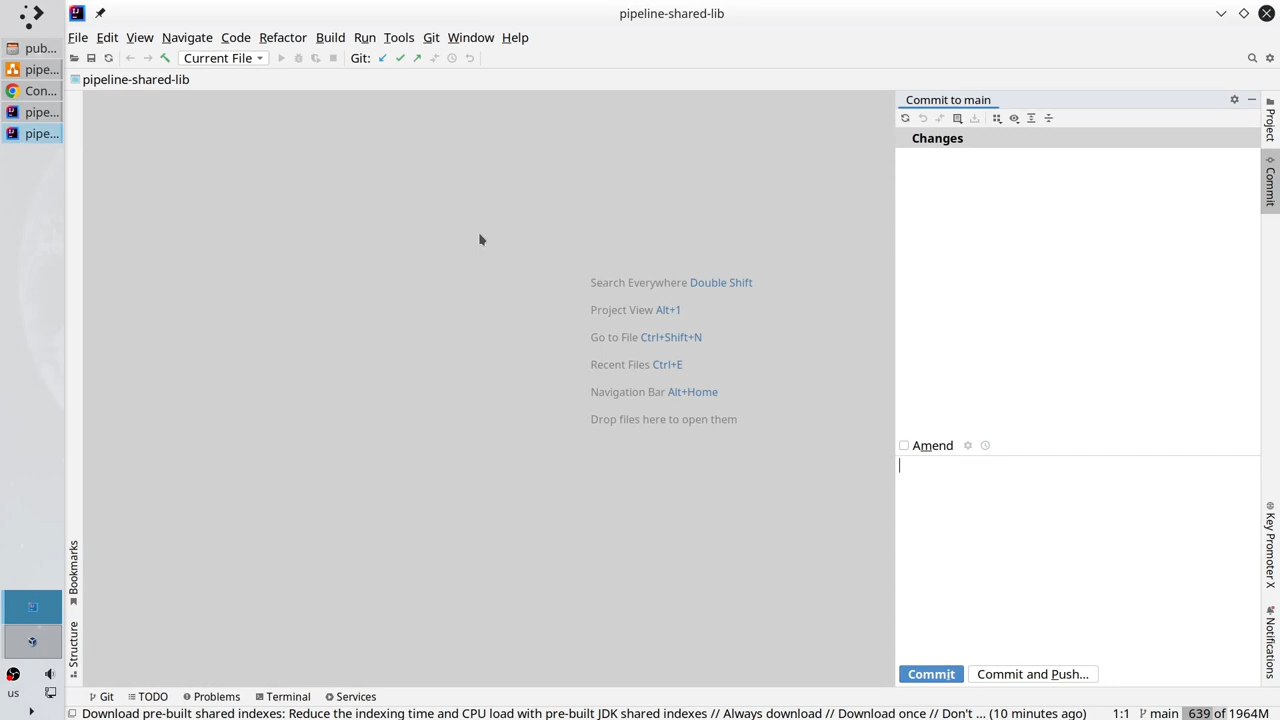 pipeline-shared-lib
pub...
pipe...
Con...
pipe...
pipe...
us
File Edit View Navigate Code Refactor Build Run Tools Git Window Help
Current File Git:
pipeline-shared-lib
Search Everywhere Double Shift
Project View Alt+1
Go to File Ctrl+Shift+N
Recent Files Ctrl+E
Navigation Bar Alt+Home
Drop files here to open them
Commit to main
Changes
Amend
Commit Commit and Push...
Project
Commit
Key Promoter X
Notifications
Bookmarks
Structure
Git TODO Problems Terminal Services
Download pre-built shared indexes: Reduce the indexing time and CPU load with pre-built JDK shared indexes // Always download // Download once // Don't ... (10 minutes ago) 1:1 main 639 of 1964M